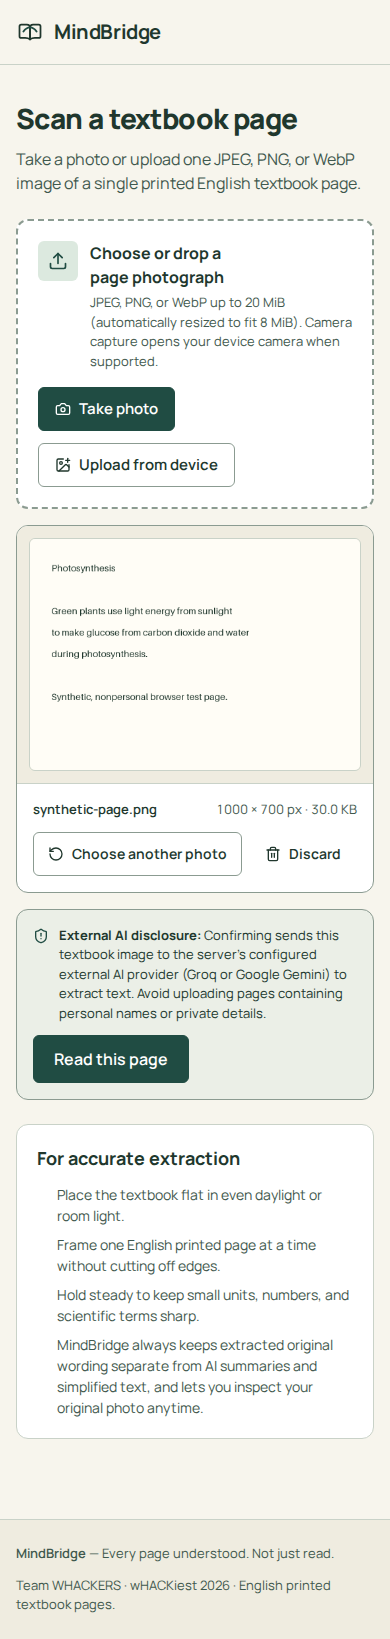 MindBridge
Scan a textbook page
Take a photo or upload one JPEG, PNG, or WebP
image of a single printed English textbook page.
Choose or drop a
page photograph
JPEG, PNG, or WebP up to 20 MiB
(automatically resized to fit 8 MiB). Camera
capture opens your device camera when
supported.
Take photo
Upload from device
Photosynthesis
Green plants use light energy from sunlight
to make glucose from carbon dioxide and water
during photosynthesis.
Synthetic, nonpersonal browser test page.
synthetic-page.png 1000 × 700 px · 30.0 KB
Choose another photo Discard
External AI disclosure: Confirming sends this
textbook image to the server's configured
external AI provider (Groq or Google Gemini) to
extract text. Avoid uploading pages containing
personal names or private details.
Read this page
For accurate extraction
Place the textbook flat in even daylight or
room light.
Frame one English printed page at a time
without cutting off edges.
Hold steady to keep small units, numbers, and
scientific terms sharp.
MindBridge always keeps extracted original
wording separate from AI summaries and
simplified text, and lets you inspect your
original photo anytime.
MindBridge — Every page understood. Not just read.
Team WHACKERS · wHACKiest 2026 · English printed
textbook pages.